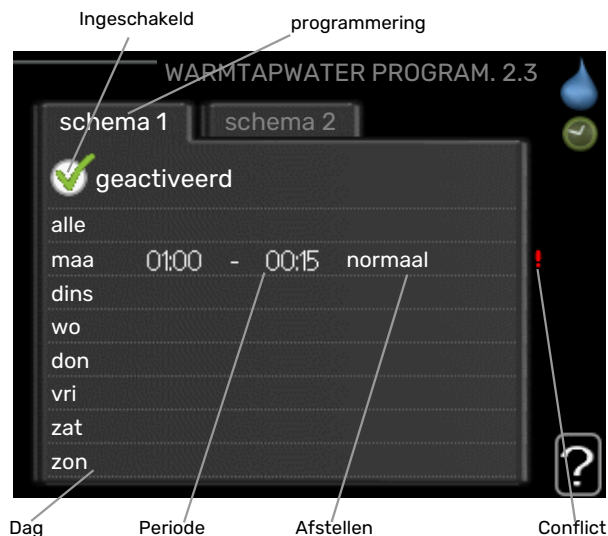 Ingeschakeld
programmering
WARMTAPWATER PROGRAM. 2.3
schema 1
schema 2
geactiveerd
alle
maa 01:00 - 00:15 normaal !
dins
wo
don
vri
zat
zon
?
Dag Periode Afstellen Conflict